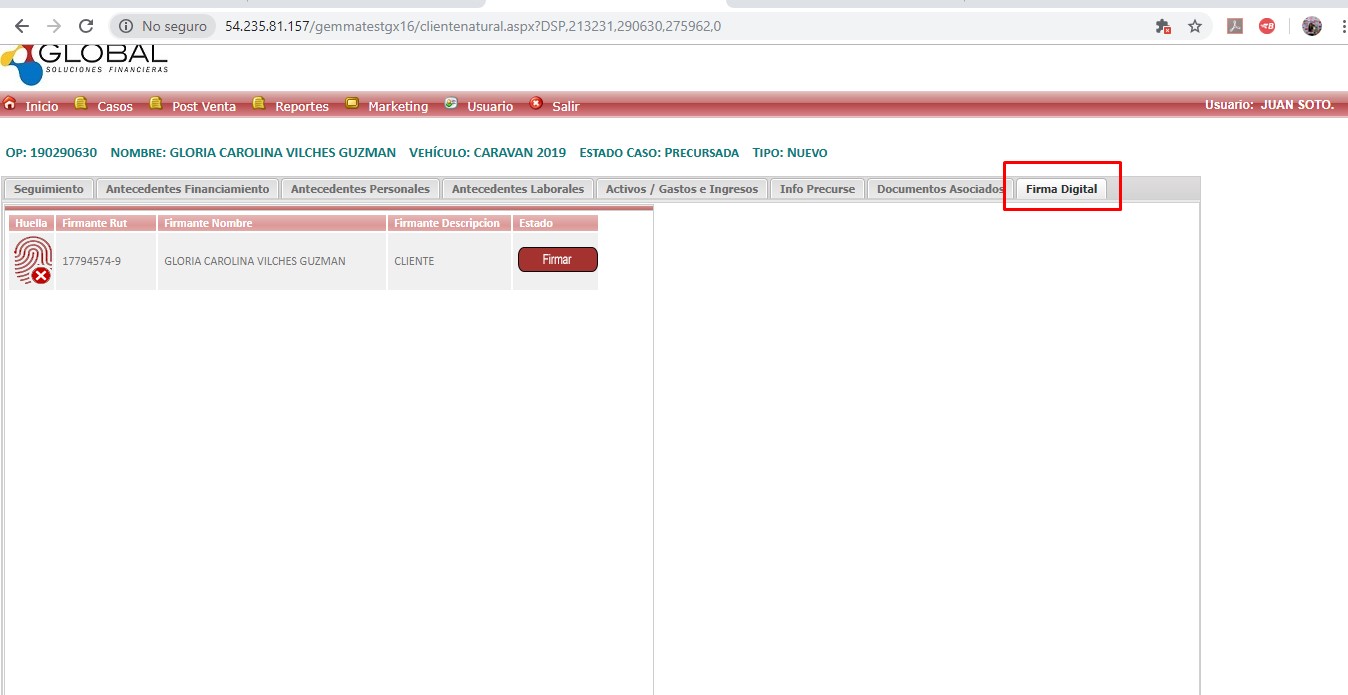 No seguro 54.235.81.157/gemmatestgx16/clientenatural.aspx?DSP,213231,290630,275962,0
GLOBAL
SOLUCIONES FINANCIERAS
Inicio Casos Post Venta Reportes Marketing Usuario Salir Usuario: JUAN SOTO.
OP: 190290630 NOMBRE: GLORIA CAROLINA VILCHES GUZMAN VEHÍCULO: CARAVAN 2019 ESTADO CASO: PRECURSADA TIPO: NUEVO
Seguimiento Antecedentes Financiamiento Antecedentes Personales Antecedentes Laborales Activos / Gastos e Ingresos Info Precurse Documentos Asociados Firma Digital
Huella Firmante Rut Firmante Nombre Firmante Descripcion Estado
17794574-9 GLORIA CAROLINA VILCHES GUZMAN CLIENTE Firmar